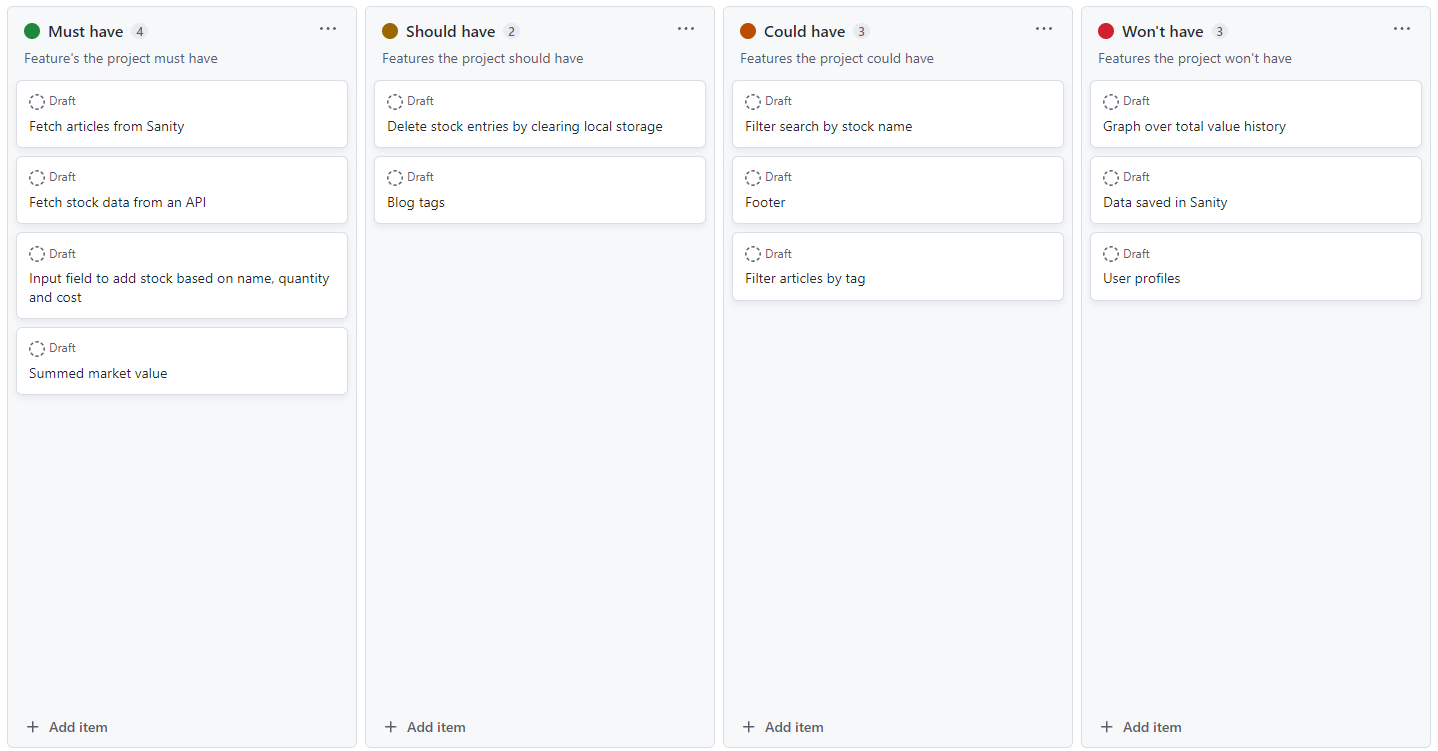 Must have 4
Feature's the project must have
Draft
Fetch articles from Sanity
Draft
Fetch stock data from an API
Draft
Input field to add stock based on name, quantity
and cost
Draft
Summed market value
Add item
Should have 2
Features the project should have
Draft
Delete stock entries by clearing local storage
Draft
Blog tags
Add item
Could have 3
Features the project could have
Draft
Filter search by stock name
Draft
Footer
Draft
Filter articles by tag
Add item
Won't have 3
Features the project won't have
Draft
Graph over total value history
Draft
Data saved in Sanity
Draft
User profiles
Add item